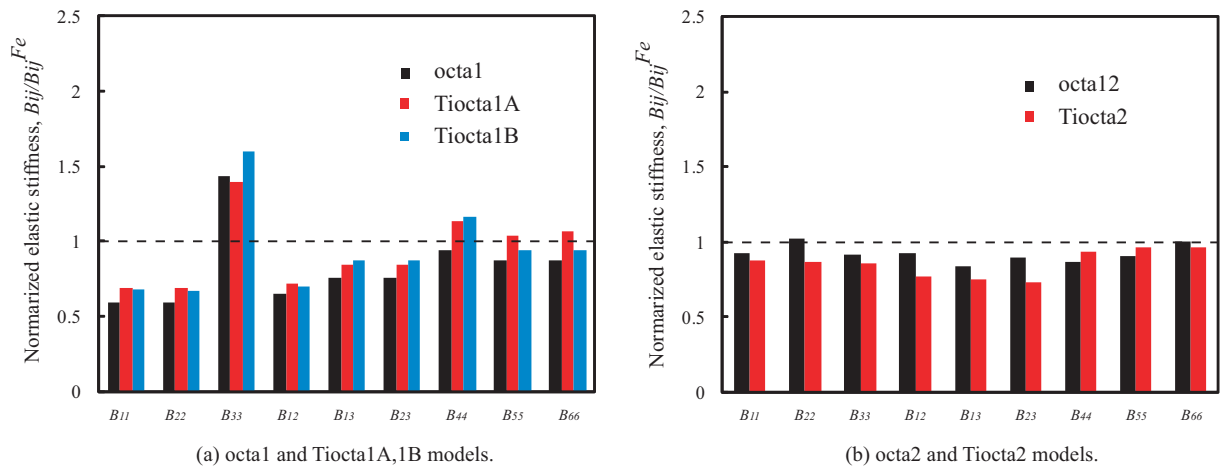 Normarized elastic stiffness, Bij/Bij^Fe
2.5
2
1.5
1
0.5
0
octa1
Tiocta1A
Tiocta1B
B11 B22 B33 B12 B13 B23 B44 B55 B66
(a) octa1 and Tiocta1A,1B models.
Normarized elastic stiffness, Bij/Bij^Fe
2.5
2
1.5
1
0.5
0
octa12
Tiocta2
B11 B22 B33 B12 B13 B23 B44 B55 B66
(b) octa2 and Tiocta2 models.